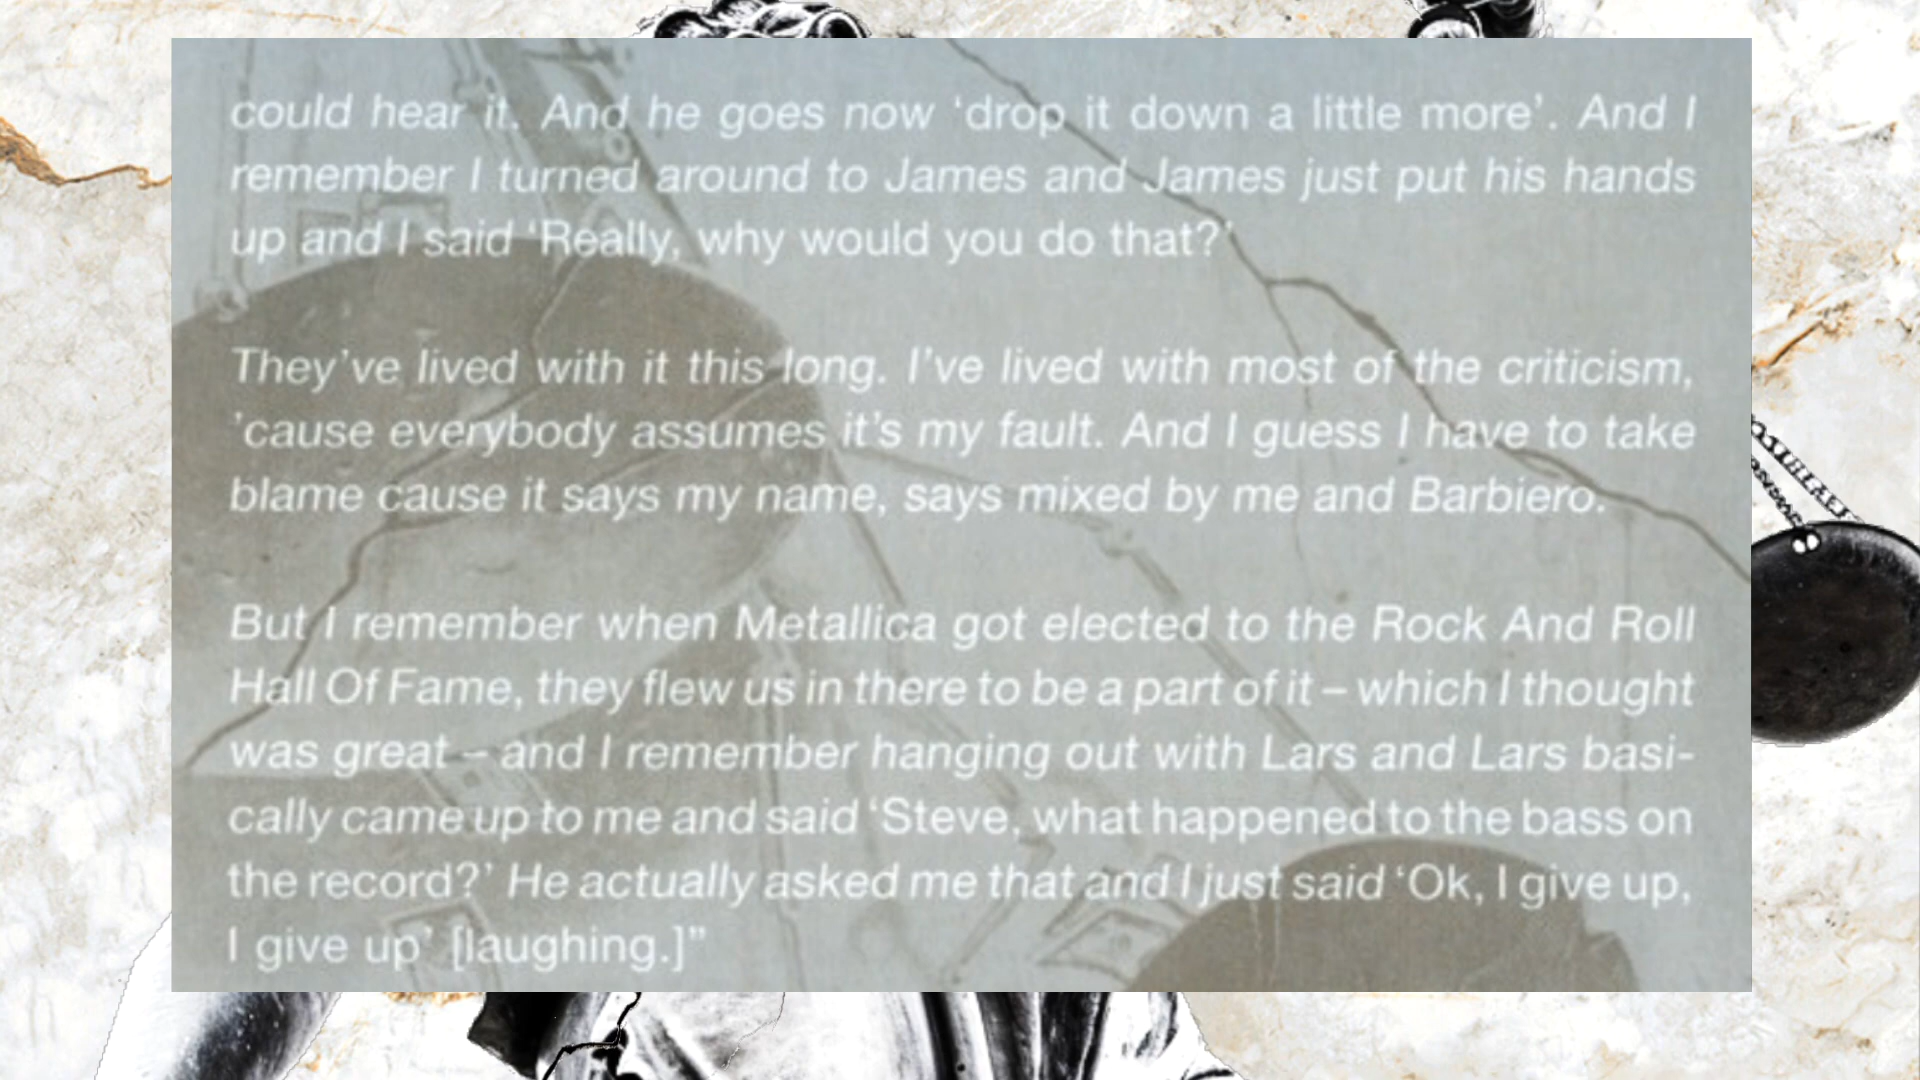 could hear it. And he goes now ‘drop it down a little more’. And I
remember I turned around to James and James just put his hands
up and I said ‘Really, why would you do that?’
They’ve lived with it this long. I’ve lived with most of the criticism,
’cause everybody assumes it’s my fault. And I guess I have to take
blame cause it says my name, says mixed by me and Barbiero.
But I remember when Metallica got elected to the Rock And Roll
Hall Of Fame, they flew us in there to be a part of it – which I thought
was great – and I remember hanging out with Lars and Lars basi-
cally came up to me and said ‘Steve, what happened to the bass on
the record?’ He actually asked me that and I just said ‘Ok, I give up,
I give up’ [laughing.]”